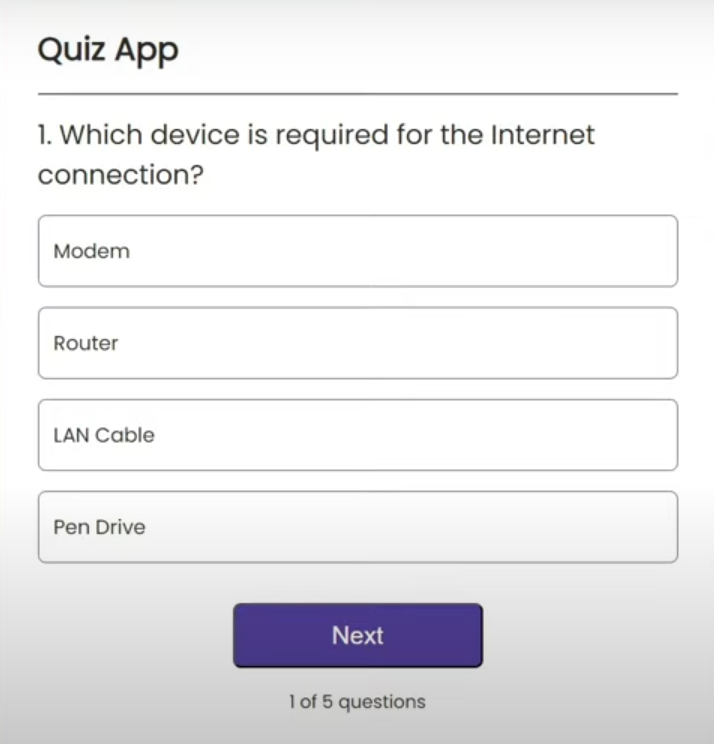 Quiz App
1. Which device is required for the Internet
connection?
Modem
Router
LAN Cable
Pen Drive
Next
1 of 5 questions